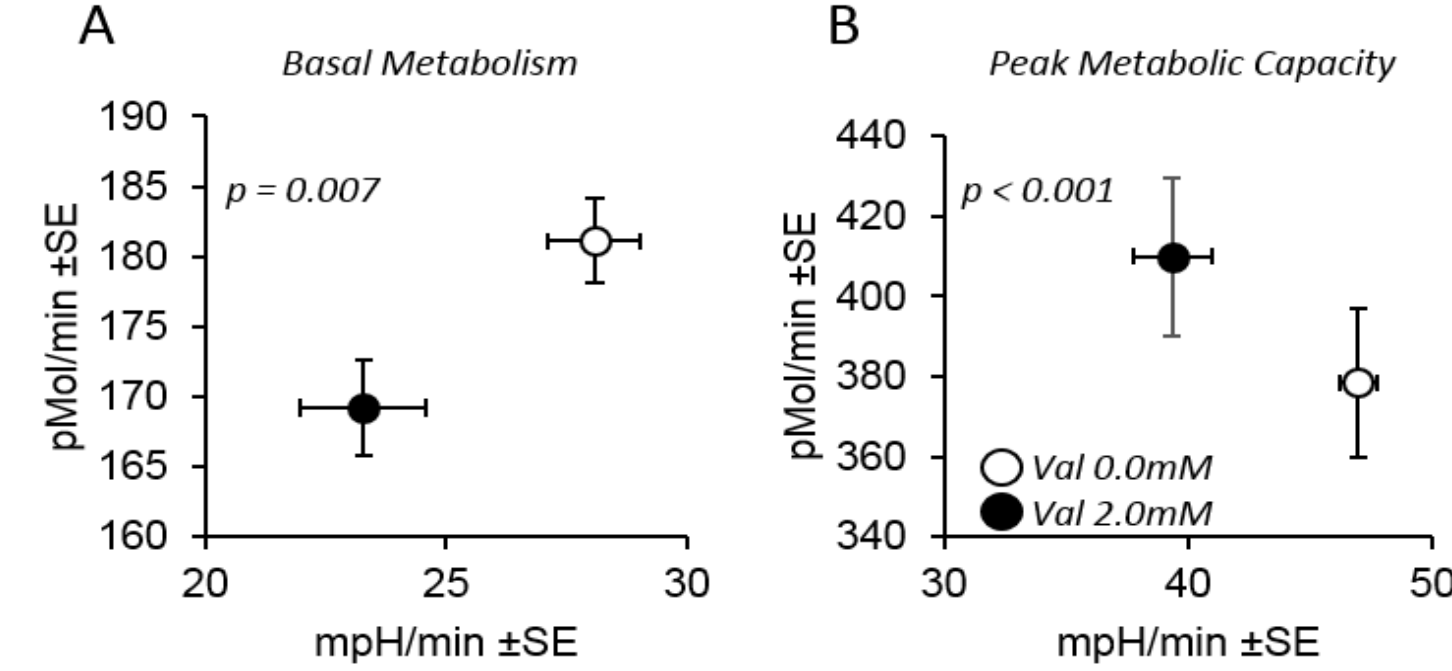 A
Basal Metabolism
190
185
180
175
170
165
160
p = 0.007
pMol/min ±SE
20 25 30
mpH/min ±SE
B
Peak Metabolic Capacity
440
420
400
380
360
340
p < 0.001
pMol/min ±SE
Val 0.0mM
Val 2.0mM
30 40 50
mpH/min ±SE